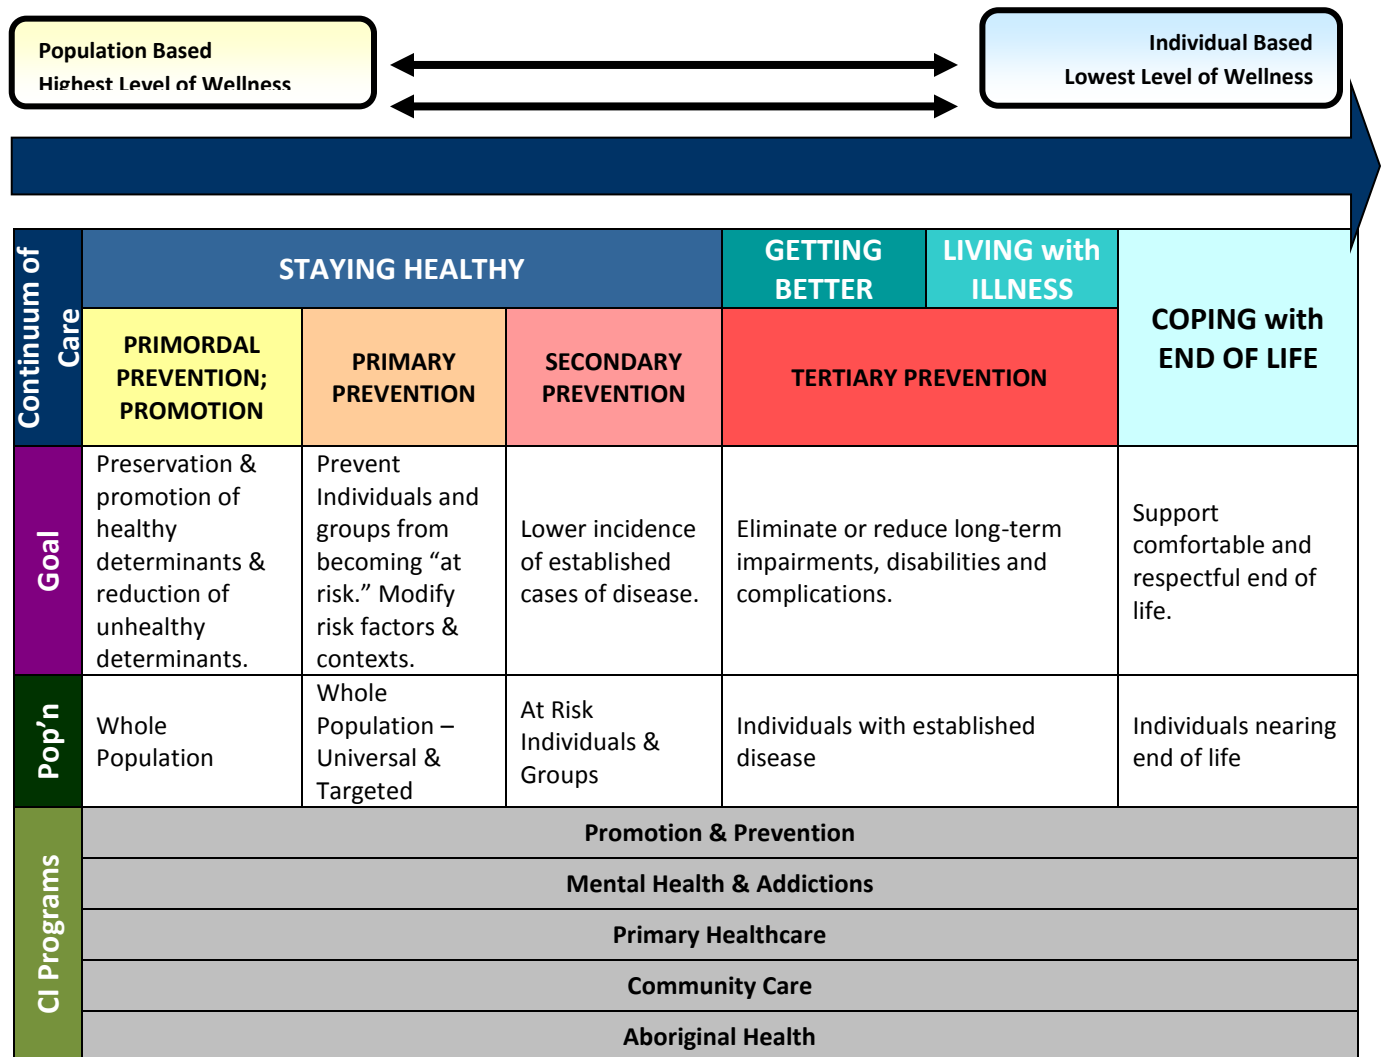 Population Based
Highest Level of Wellness
Individual Based
Lowest Level of Wellness
Continuum of
Care
STAYING HEALTHY
GETTING
BETTER
LIVING with
ILLNESS
COPING with
END OF LIFE
PRIMORDAL
PREVENTION;
PROMOTION
PRIMARY
PREVENTION
SECONDARY
PREVENTION
TERTIARY PREVENTION
Goal
Preservation &
promotion of
healthy
determinants &
reduction of
unhealthy
determinants.
Prevent
Individuals and
groups from
becoming “at
risk.” Modify
risk factors &
contexts.
Lower incidence
of established
cases of disease.
Eliminate or reduce long-term
impairments, disabilities and
complications.
Support
comfortable and
respectful end of
life.
Pop’n
Whole
Population
Whole
Population –
Universal &
Targeted
At Risk
Individuals &
Groups
Individuals with established
disease
Individuals nearing
end of life
CI Programs
Promotion & Prevention
Mental Health & Addictions
Primary Healthcare
Community Care
Aboriginal Health